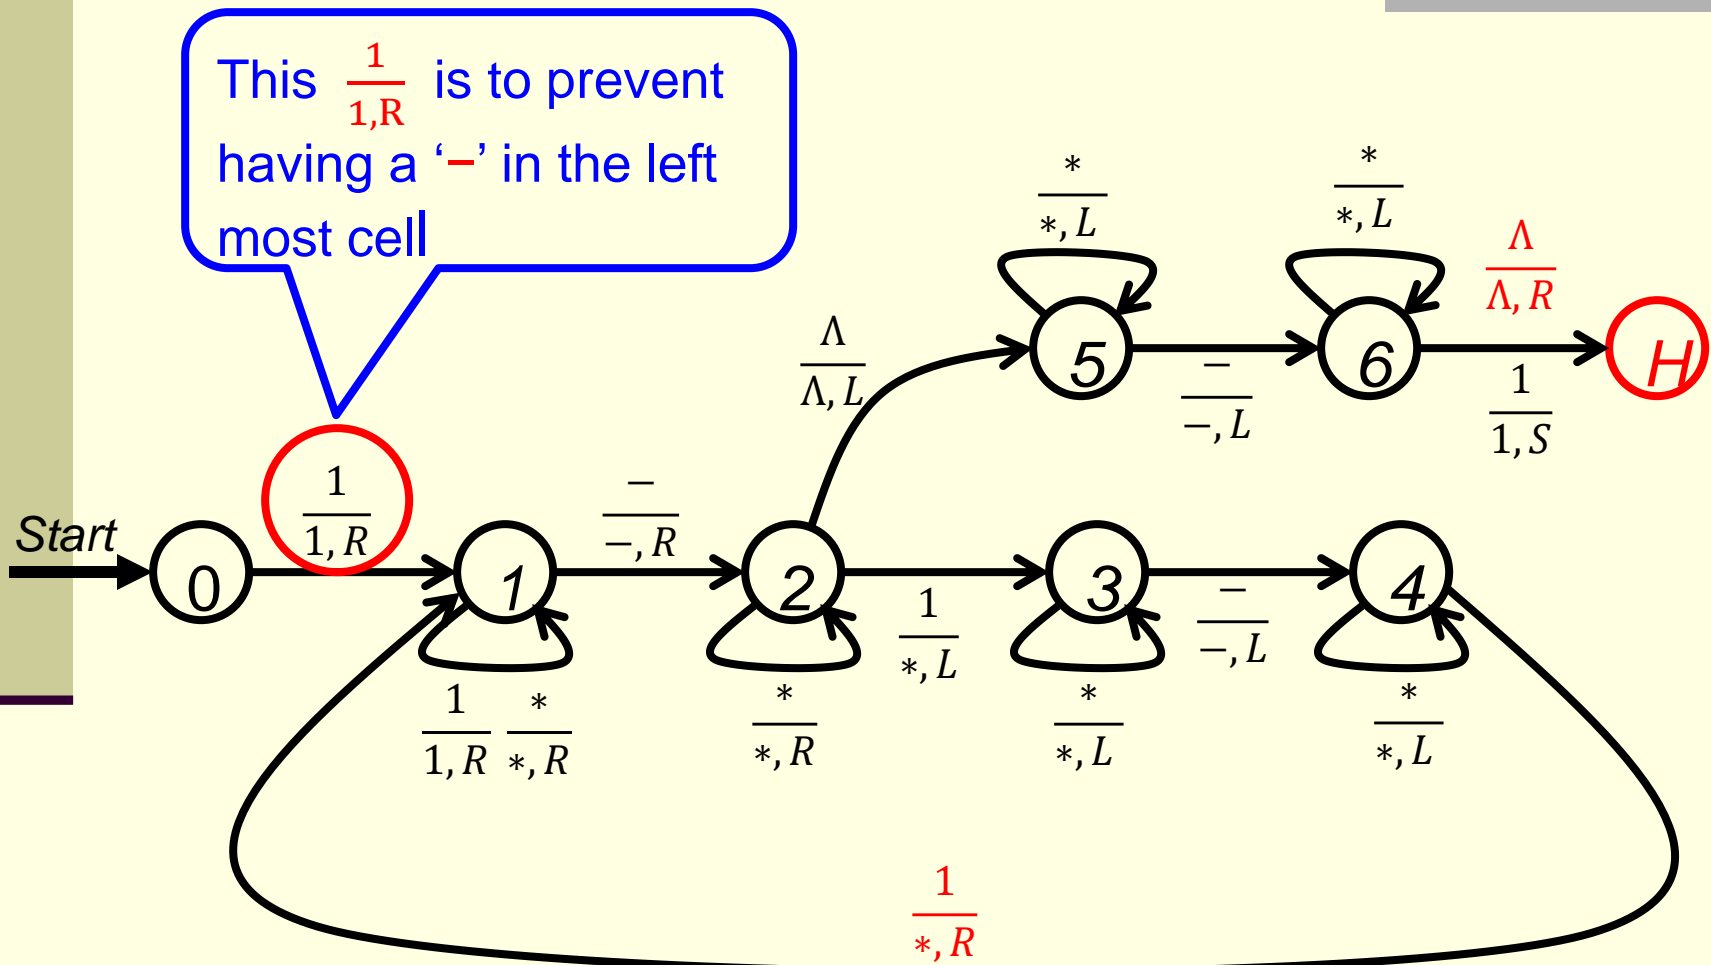 This 1/1,R is to prevent
having a ‘–’ in the left
most cell
*/*, L
*/*, L
Λ/Λ, R
Λ/Λ, L
5
–/–, L
6
1/1, S
H
Start
0
1/1, R
1
–/–, R
2
1/*, L
3
–/–, L
4
1/1, R */*, R
*/*, R
*/*, L
*/*, L
1/*, R